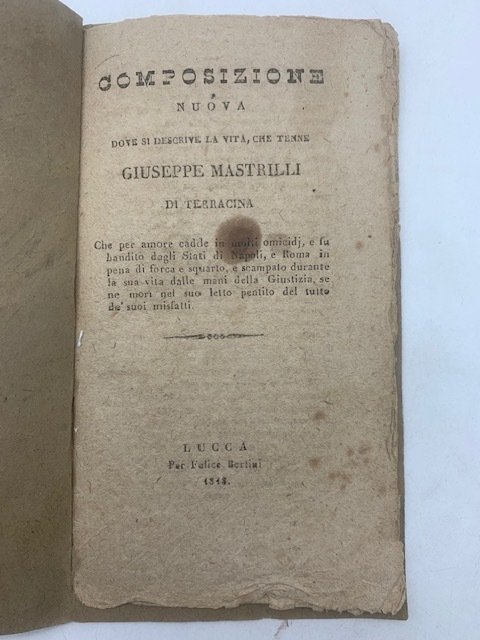 COMPOSIZIONE
NUOVA
DOVE SI DESCRIVE LA VITA, CHE TENNE
GIUSEPPE MASTRILLI
DI TERRACINA
Che per amore cadde in molti omicidj, e fu
bandito dagli Stati di Napoli, e Roma in
pena di forca e squarto, e scampato durante
la sua vita dalle mani della Giustizia, se
ne morì nel suo letto pentito del tutto
de' suoi misfatti.
LUCCA
Per Felice Bertini